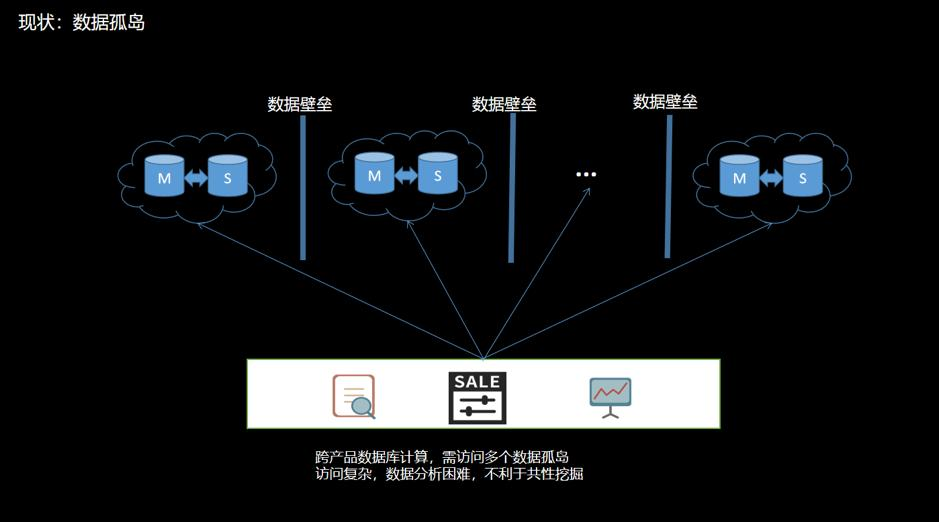 现状：数据孤岛
数据壁垒
数据壁垒
数据壁垒
M
S
M
S
...
M
S
SALE
跨产品数据库计算，需访问多个数据孤岛
访问复杂，数据分析困难，不利于共性挖掘